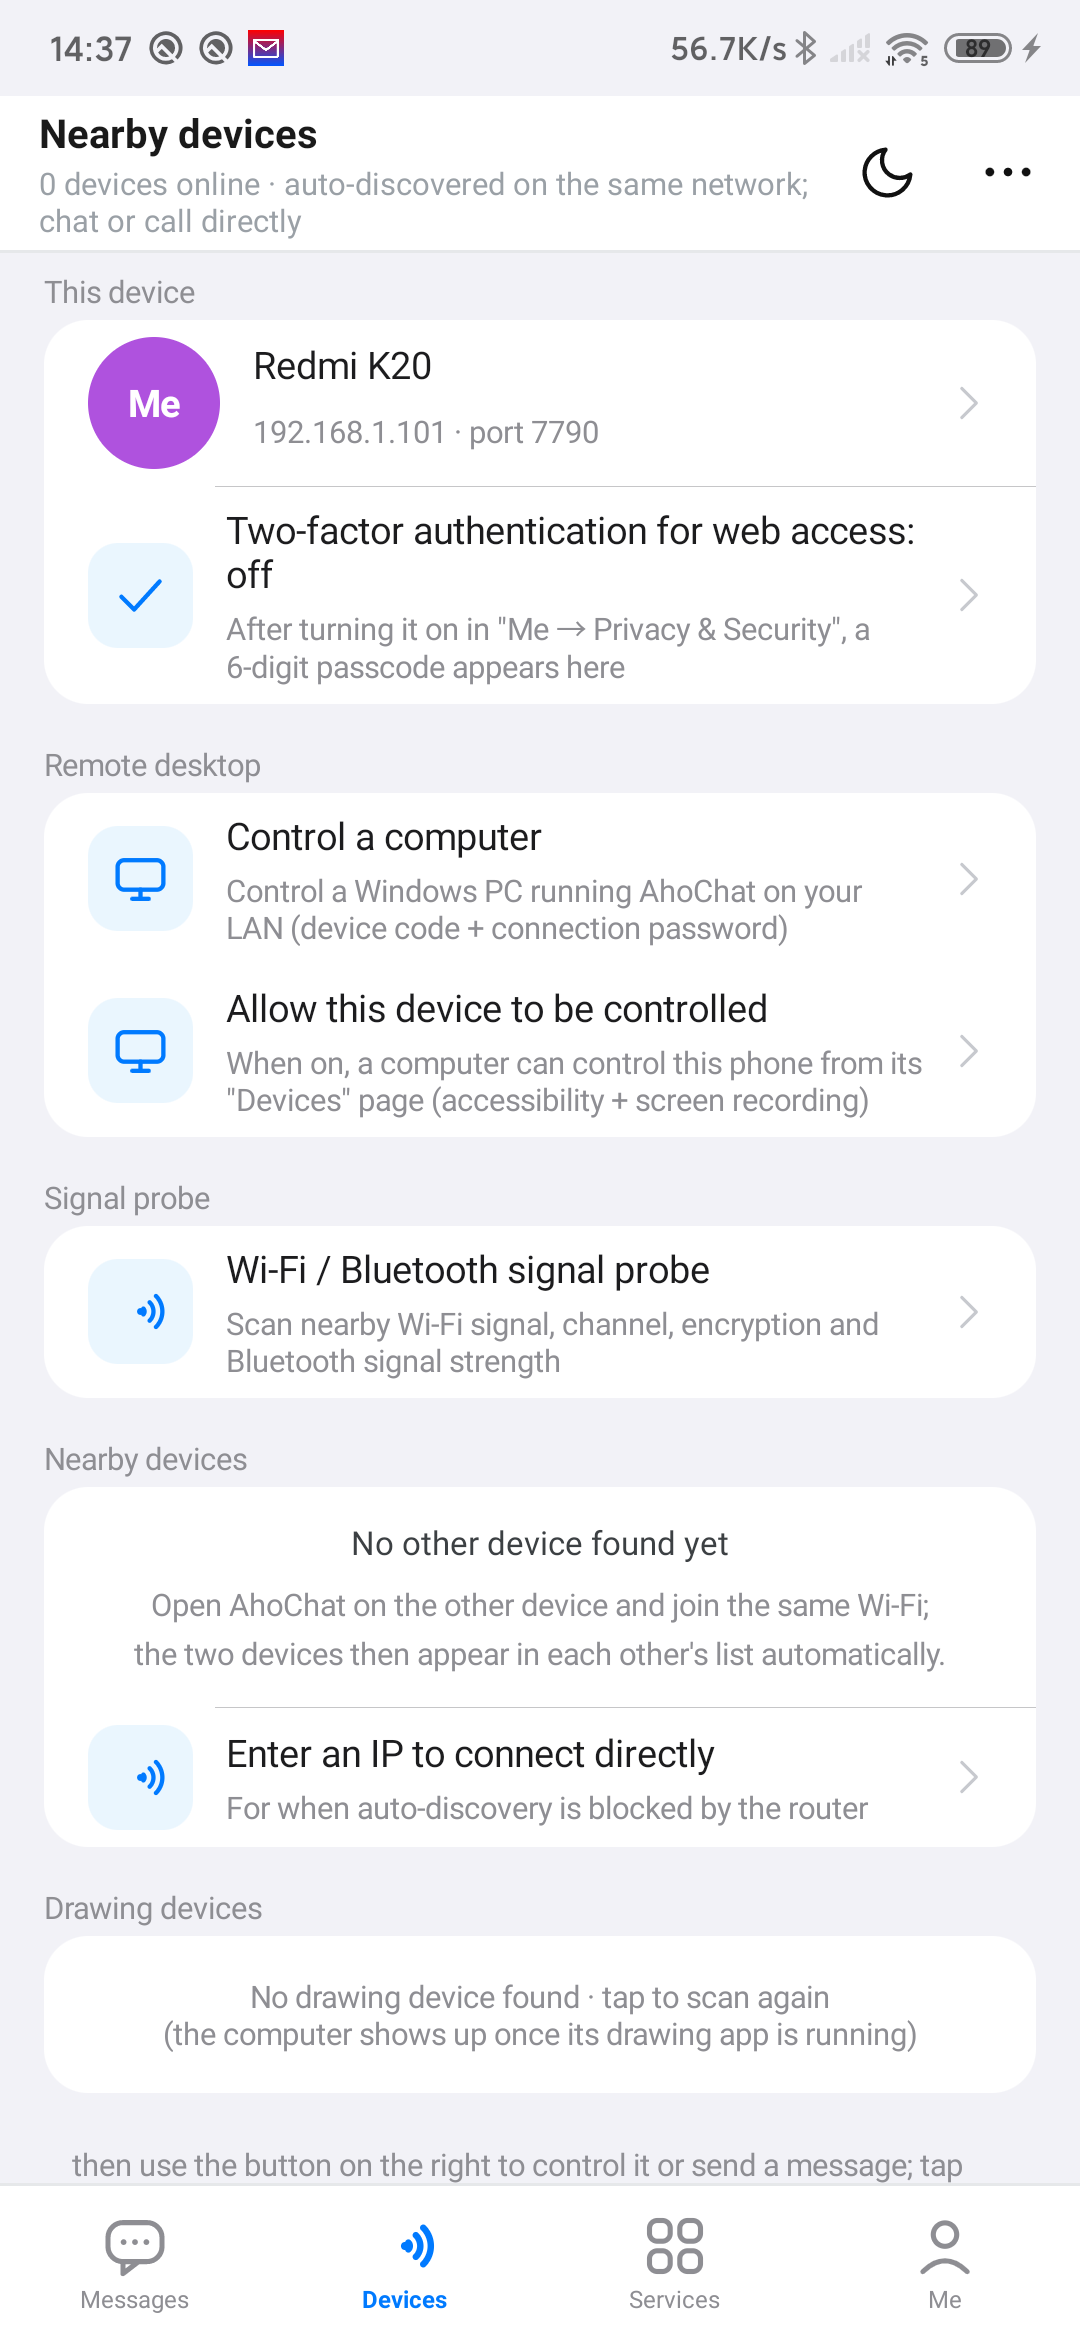 14:37
56.7K/s
5
89
Nearby devices
0 devices online · auto-discovered on the same network;
chat or call directly
This device
Me
Redmi K20
192.168.1.101 · port 7790
Two-factor authentication for web access:
off
After turning it on in "Me → Privacy & Security", a
6-digit passcode appears here
Remote desktop
Control a computer
Control a Windows PC running AhoChat on your
LAN (device code + connection password)
Allow this device to be controlled
When on, a computer can control this phone from its
"Devices" page (accessibility + screen recording)
Signal probe
Wi-Fi / Bluetooth signal probe
Scan nearby Wi-Fi signal, channel, encryption and
Bluetooth signal strength
Nearby devices
No other device found yet
Open AhoChat on the other device and join the same Wi-Fi;
the two devices then appear in each other's list automatically.
Enter an IP to connect directly
For when auto-discovery is blocked by the router
Drawing devices
No drawing device found · tap to scan again
(the computer shows up once its drawing app is running)
then use the button on the right to control it or send a message; tap
Messages
Devices
Services
Me